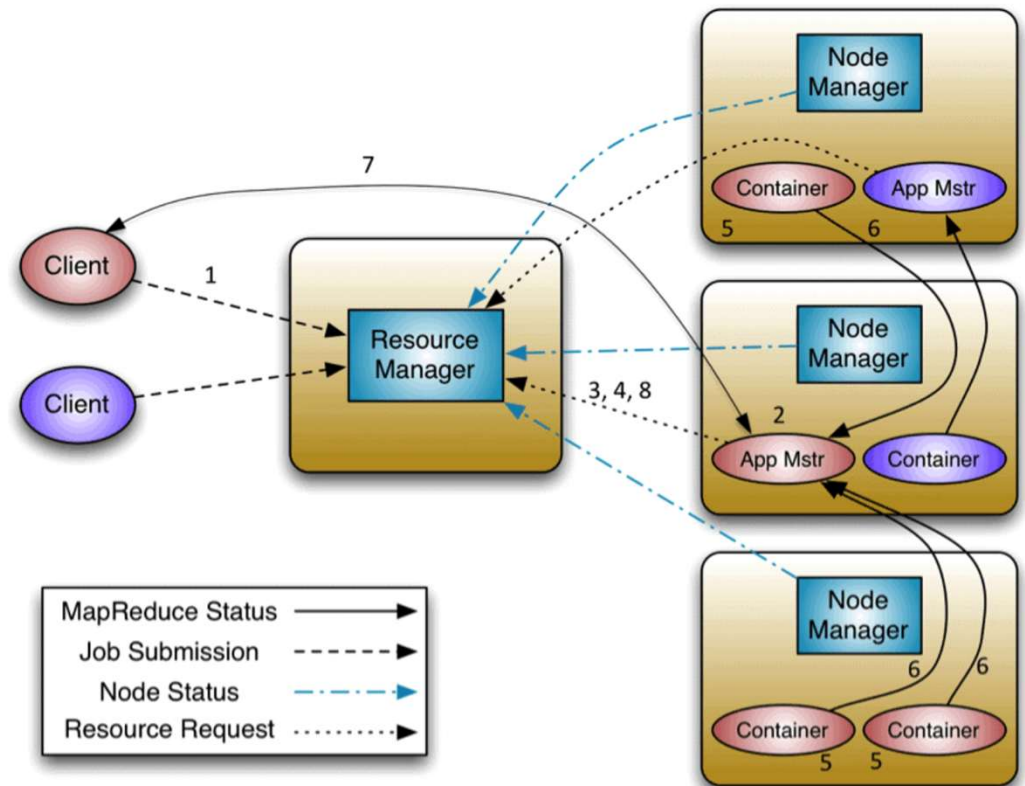 Node
Manager
7
Container
App Mstr
5
6
Client
1
Resource
Manager
Node
Manager
Client
3, 4, 8
2
App Mstr
Container
MapReduce Status
Job Submission
Node Status
Resource Request
Node
Manager
6
6
Container
Container
5
5